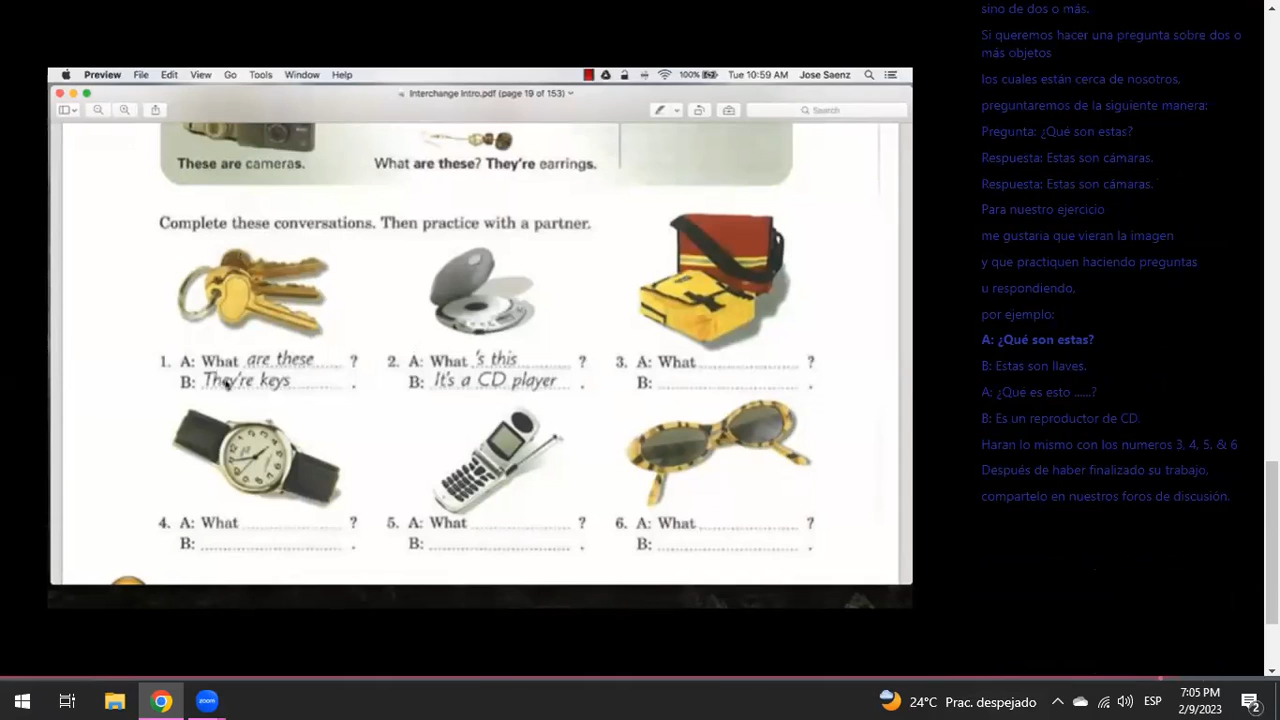 Preview File Edit View Go Tools Window Help 100% Tue 10:59 AM Jose Saenz
Interchange Intro.pdf (page 19 of 153)
Search
These are cameras. What are these? They're earrings.
Complete these conversations. Then practice with a partner.
1. A: What are these ?
B: They're keys .
2. A: What 's this ?
B: It's a CD player .
3. A: What ?
B: .
4. A: What ?
B: .
5. A: What ?
B: .
6. A: What ?
B: .
sino de dos o más.
Si queremos hacer una pregunta sobre dos o
más objetos
los cuales están cerca de nosotros,
preguntaremos de la siguiente manera:
Pregunta: ¿Qué son estas?
Respuesta: Estas son cámaras.
Respuesta: Estas son cámaras.
Para nuestro ejercicio
me gustaria que vieran la imagen
y que practiquen haciendo preguntas
u respondiendo,
por ejemplo:
A: ¿Qué son estas?
B: Estas son llaves.
A: ¿Qué es esto ......?
B: Es un reproductor de CD.
Haran lo mismo con los numeros 3, 4, 5, & 6
Después de haber finalizado su trabajo,
compartelo en nuestros foros de discusión.
zoom
24°C Prac. despejado
ESP
7:05 PM
2/9/2023
2